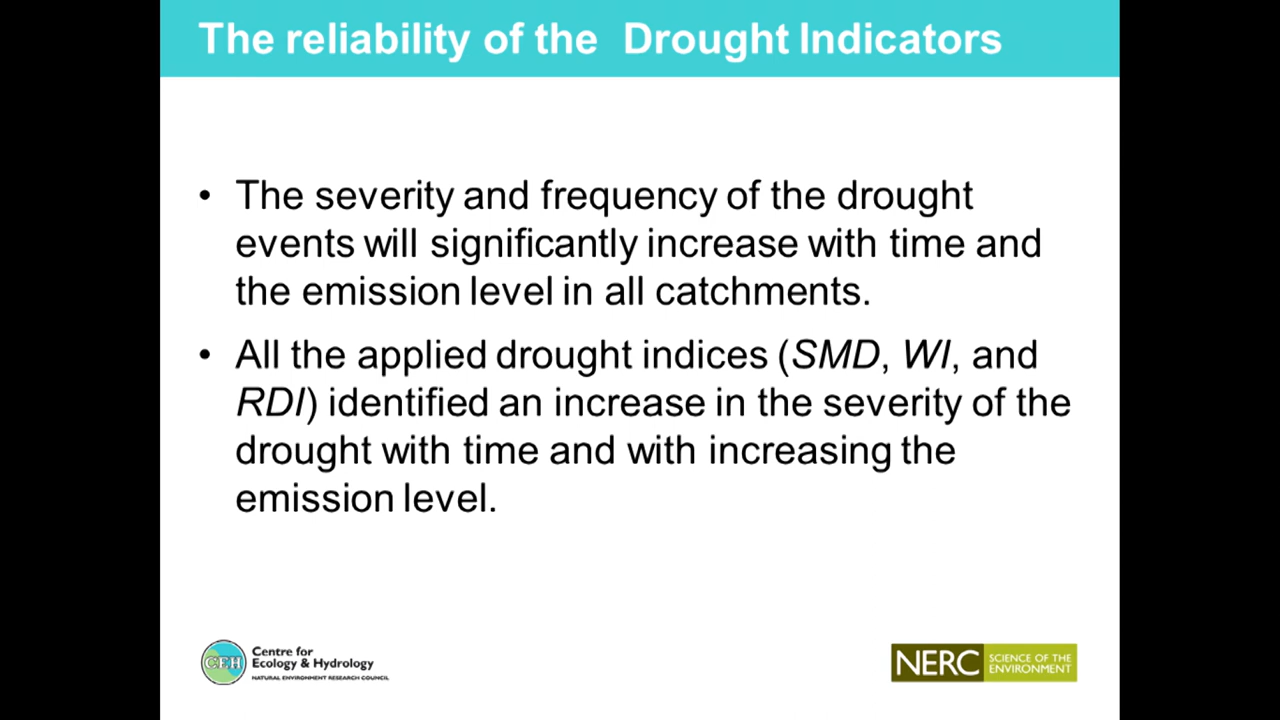 The reliability of the Drought Indicators
• The severity and frequency of the drought
events will significantly increase with time and
the emission level in all catchments.
• All the applied drought indices (SMD, WI, and
RDI) identified an increase in the severity of the
drought with time and with increasing the
emission level.
CEH
Centre for
Ecology & Hydrology
NATURAL ENVIRONMENT RESEARCH COUNCIL
NERC
SCIENCE OF THE
ENVIRONMENT